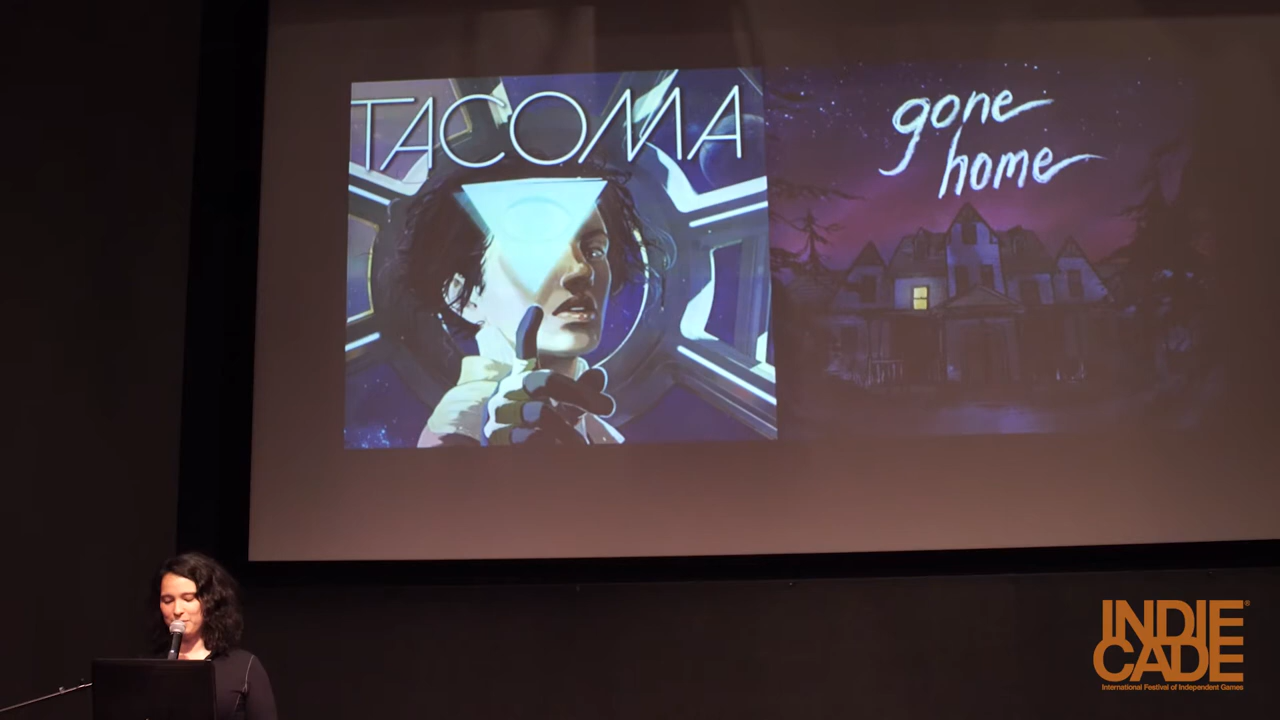 TACOMA
gone
home
INDIE
CADE®
International Festival of Independent Games